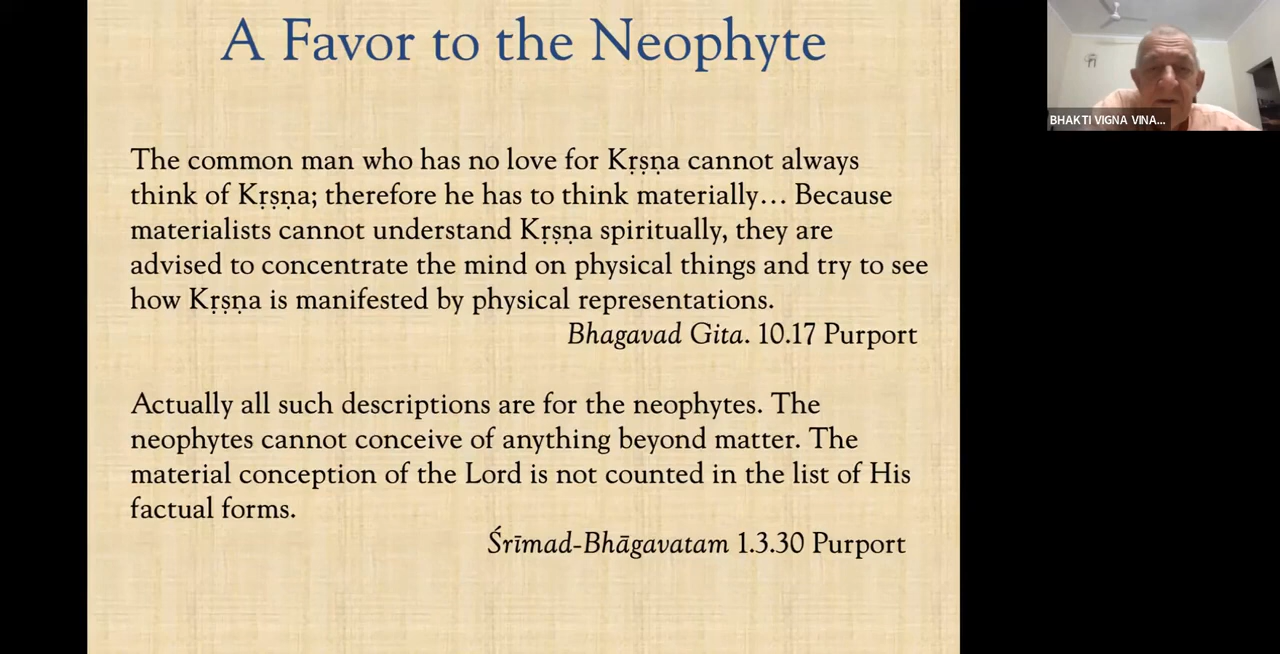 A Favor to the Neophyte
BHAKTI VIGNA VINA...
The common man who has no love for Kṛṣṇa cannot always
think of Kṛṣṇa; therefore he has to think materially… Because
materialists cannot understand Kṛṣṇa spiritually, they are
advised to concentrate the mind on physical things and try to see
how Kṛṣṇa is manifested by physical representations.
Bhagavad Gita. 10.17 Purport
Actually all such descriptions are for the neophytes. The
neophytes cannot conceive of anything beyond matter. The
material conception of the Lord is not counted in the list of His
factual forms.
Śrīmad-Bhāgavatam 1.3.30 Purport